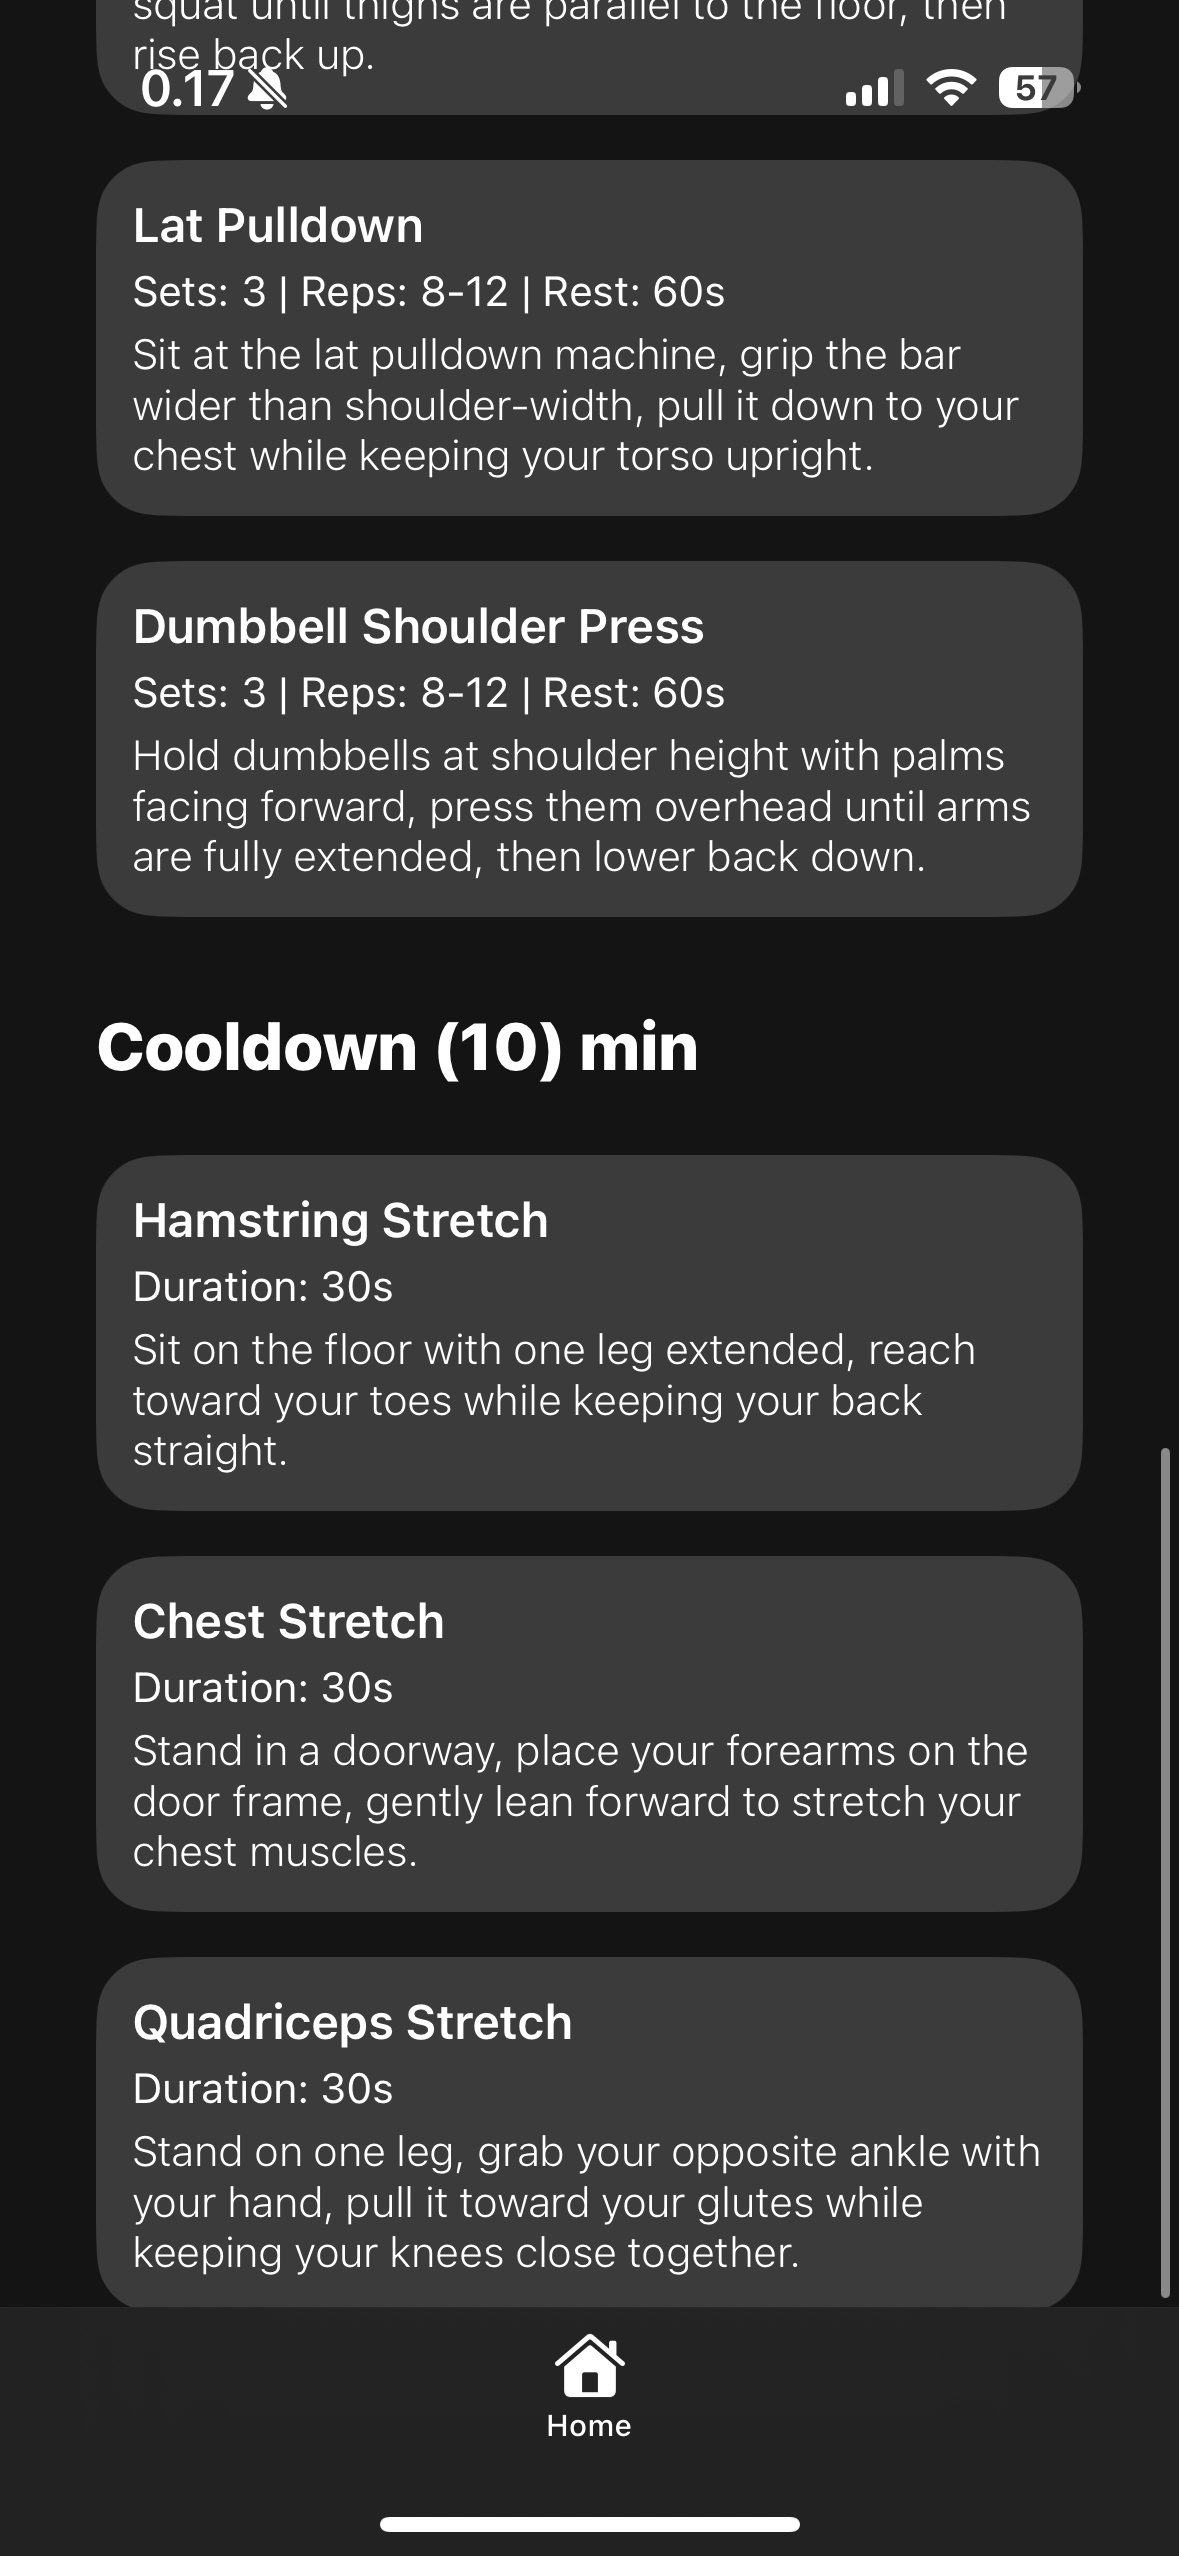 squat until thighs are parallel to the floor, then
rise back up.
0.17
57
Lat Pulldown
Sets: 3 | Reps: 8-12 | Rest: 60s
Sit at the lat pulldown machine, grip the bar
wider than shoulder-width, pull it down to your
chest while keeping your torso upright.
Dumbbell Shoulder Press
Sets: 3 | Reps: 8-12 | Rest: 60s
Hold dumbbells at shoulder height with palms
facing forward, press them overhead until arms
are fully extended, then lower back down.
Cooldown (10) min
Hamstring Stretch
Duration: 30s
Sit on the floor with one leg extended, reach
toward your toes while keeping your back
straight.
Chest Stretch
Duration: 30s
Stand in a doorway, place your forearms on the
door frame, gently lean forward to stretch your
chest muscles.
Quadriceps Stretch
Duration: 30s
Stand on one leg, grab your opposite ankle with
your hand, pull it toward your glutes while
keeping your knees close together.
Home